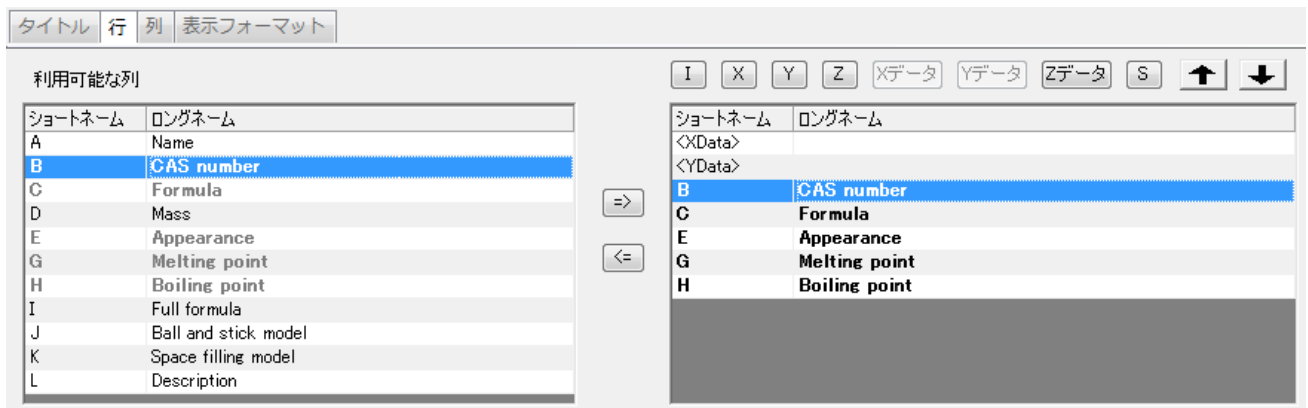 タイトル 行 列 表示フォーマット
利用可能な列
I X Y Z Xデータ Yデータ Zデータ S
ショートネーム ロングネーム
A Name
B CAS number
C Formula
D Mass
E Appearance
G Melting point
H Boiling point
I Full formula
J Ball and stick model
K Space filling model
L Description
=>
<=
ショートネーム ロングネーム
<XData>
<YData>
B CAS number
C Formula
E Appearance
G Melting point
H Boiling point